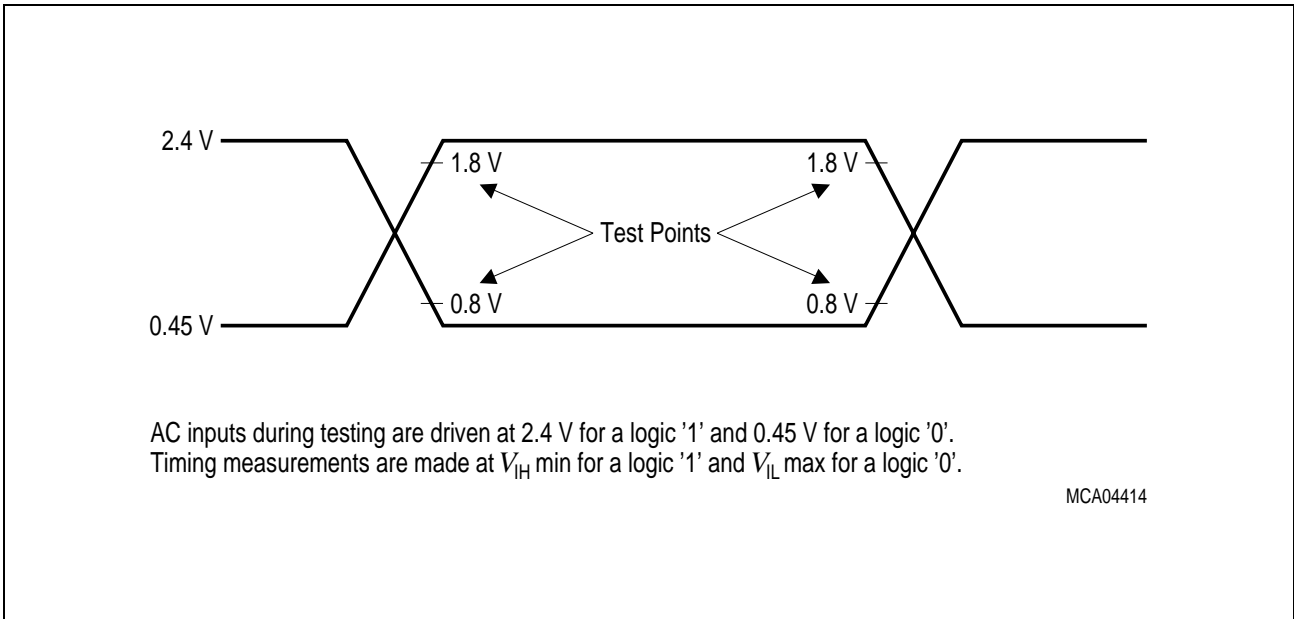 2.4 V
1.8 V
1.8 V
Test Points
0.8 V
0.8 V
0.45 V
AC inputs during testing are driven at 2.4 V for a logic '1' and 0.45 V for a logic '0'.
Timing measurements are made at VIH min for a logic '1' and VIL max for a logic '0'.
MCA04414